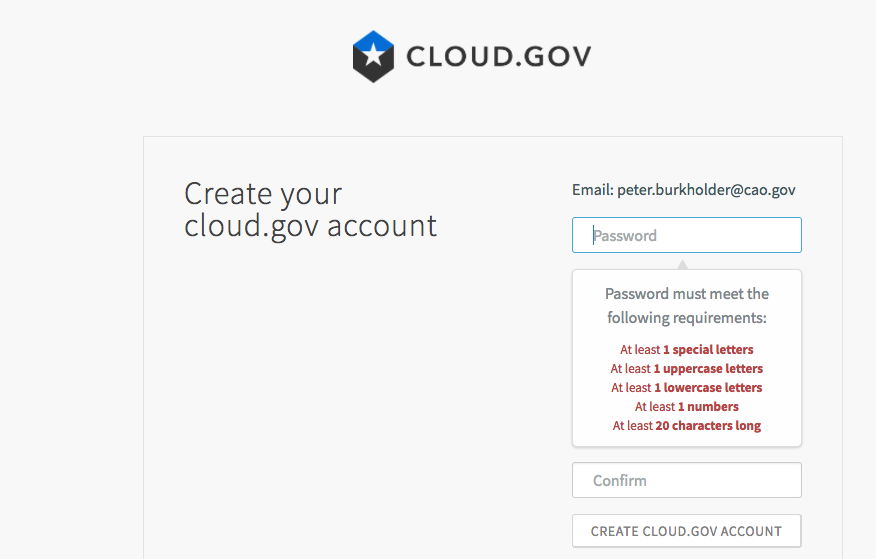 CLOUD.GOV
Create your
cloud.gov account
Email: peter.burkholder@cao.gov
Password
Password must meet the
following requirements:
At least 1 special letters
At least 1 uppercase letters
At least 1 lowercase letters
At least 1 numbers
At least 20 characters long
Confirm
CREATE CLOUD.GOV ACCOUNT